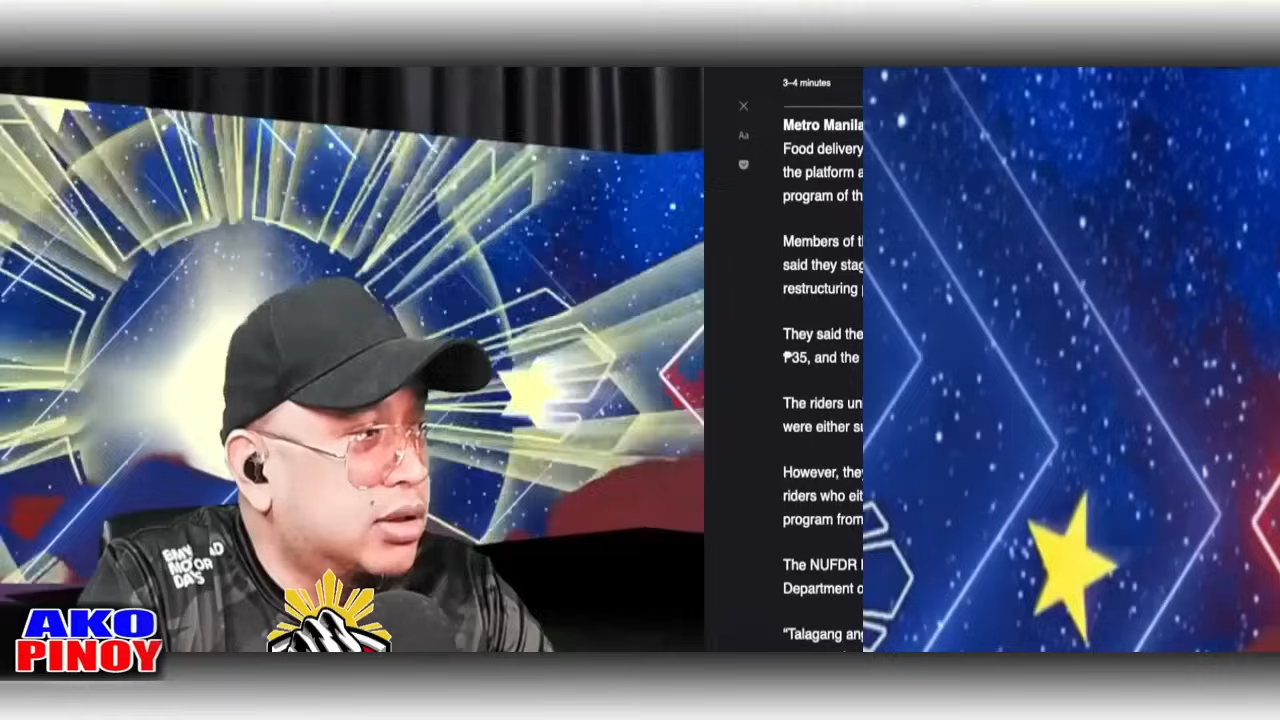 3–4 minutes
Aa
Metro Manila
Food delivery
the platform a
program of th
Members of t
said they stag
restructuring
They said the
₱35, and the
The riders un
were either su
However, they
riders who eit
program from
The NUFDR
Department o
“Talagang ang
NO
DAYS
AKO
PINOY